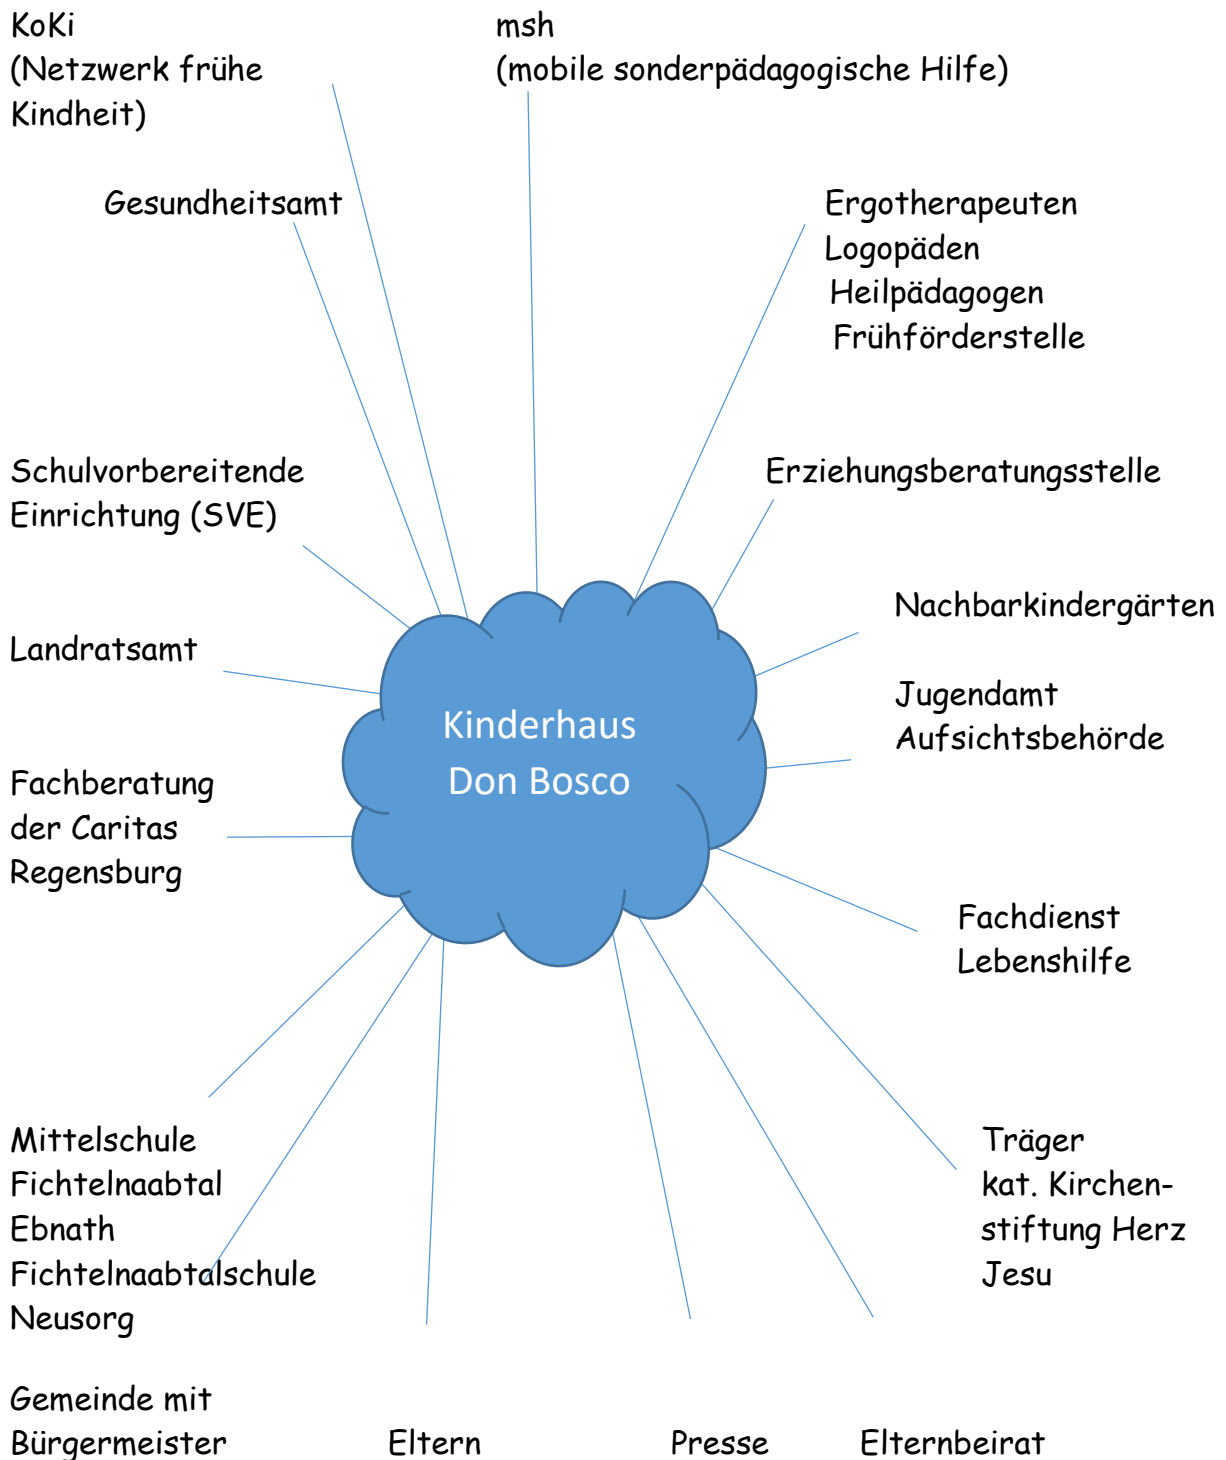 KoKi
(Netzwerk frühe
Kindheit)
msh
(mobile sonderpädagogische Hilfe)
Gesundheitsamt
Ergotherapeuten
Logopäden
Heilpädagogen
Frühförderstelle
Schulvorbereitende
Einrichtung (SVE)
Erziehungsberatungsstelle
Nachbarkindergärten
Landratsamt
Jugendamt
Aufsichtsbehörde
Kinderhaus
Don Bosco
Fachberatung
der Caritas
Regensburg
Fachdienst
Lebenshilfe
Mittelschule
Fichtelnaabtal
Ebnath
Fichtelnaabtalschule
Neusorg
Träger
kat. Kirchen-
stiftung Herz
Jesu
Gemeinde mit
Bürgermeister
Eltern
Presse
Elternbeirat